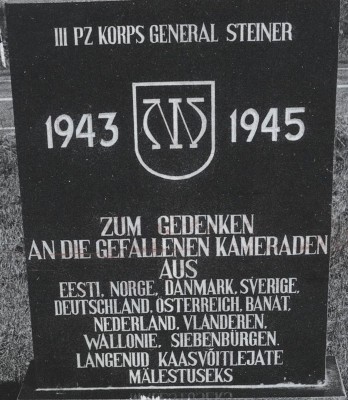 III PZ KORPS GENERAL STEINER
1943 1945
ZUM GEDENKEN
AN DIE GEFALLENEN KAMERADEN
AUS
EESTI, NORGE, DANMARK, SVERIGE,
DEUTSCHLAND, ÖSTERREICH, BANAT,
NEDERLAND, VLANDEREN,
WALLONIE, SIEBENBÜRGEN.
LANGENUD KAASVÕITLEJATE
MÄLESTUSEKS